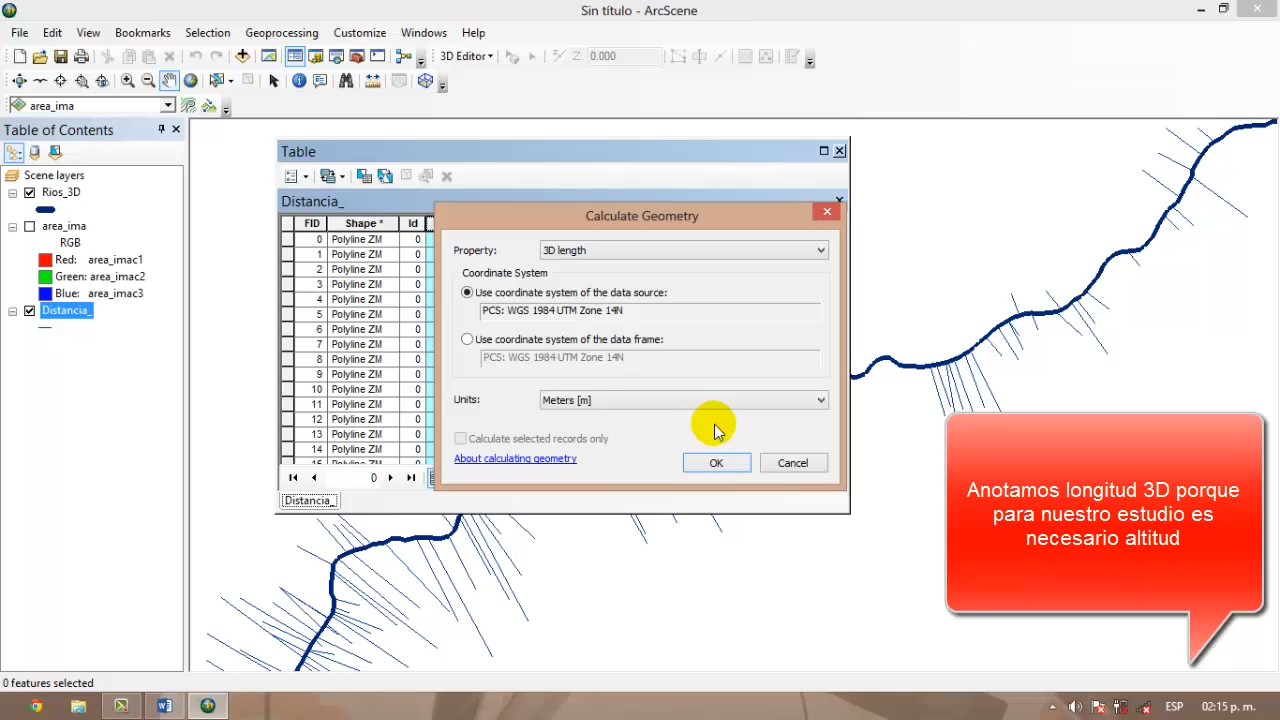 Sin título - ArcScene
File Edit View Bookmarks Selection Geoprocessing Customize Windows Help
3D Editor Z: 0.000
area_ima
Table of Contents
Scene layers
Rios_3D
area_ima
RGB
Red: area_imac1
Green: area_imac2
Blue: area_imac3
Distancia_
Table
Distancia_
FID Shape * Id
0 Polyline ZM 0
1 Polyline ZM 0
2 Polyline ZM 0
3 Polyline ZM 0
4 Polyline ZM 0
5 Polyline ZM 0
6 Polyline ZM 0
7 Polyline ZM 0
8 Polyline ZM 0
9 Polyline ZM 0
10 Polyline ZM 0
11 Polyline ZM 0
12 Polyline ZM 0
13 Polyline ZM 0
14 Polyline ZM 0
15 Polyline ZM 0
0
Distancia_
Calculate Geometry
Property: 3D length
Coordinate System
Use coordinate system of the data source:
PCS: WGS 1984 UTM Zone 14N
Use coordinate system of the data frame:
PCS: WGS 1984 UTM Zone 14N
Units: Meters [m]
Calculate selected records only
About calculating geometry
OK Cancel
Anotamos longitud 3D porque
para nuestro estudio es
necesario altitud
0 features selected
ESP 02:15 p. m.